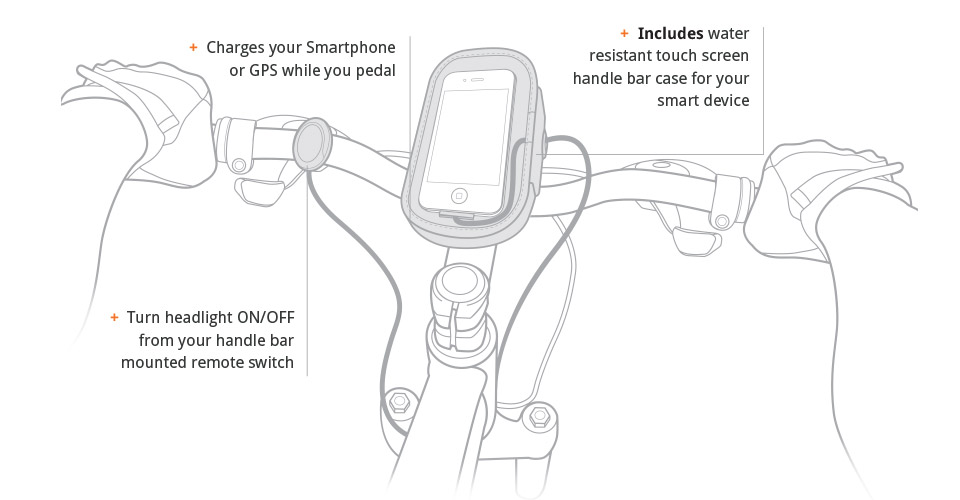 + Charges your Smartphone
or GPS while you pedal
+ Includes water
resistant touch screen
handle bar case for your
smart device
+ Turn headlight ON/OFF
from your handle bar
mounted remote switch